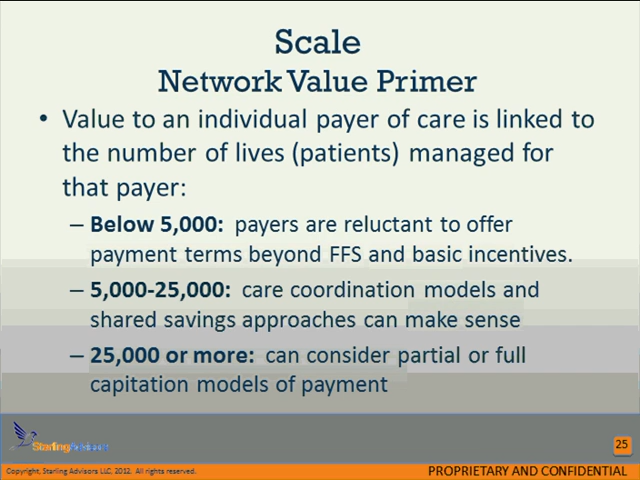 Scale
Network Value Primer
• Value to an individual payer of care is linked to
the number of lives (patients) managed for
that payer:
– Below 5,000: payers are reluctant to offer
payment terms beyond FFS and basic incentives.
– 5,000-25,000: care coordination models and
shared savings approaches can make sense
– 25,000 or more: can consider partial or full
capitation models of payment
StarlingAdvisors
25
Copyright. Starling Advisors LLC, 2012. All rights reserved.
PROPRIETARY AND CONFIDENTIAL